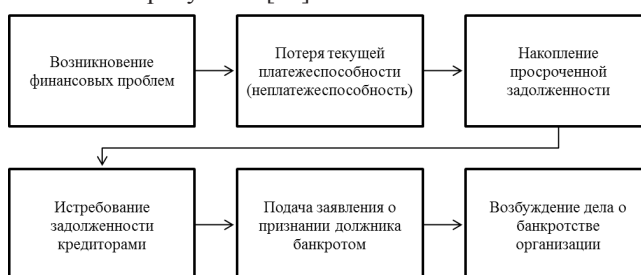 Возникновение
финансовых проблем
Потеря текущей
платежеспособности
(неплатежеспособность)
Накопление
просроченной
задолженности
Истребование
задолженности
кредиторами
Подача заявления о
признании должника
банкротом
Возбуждение дела о
банкротстве
организации